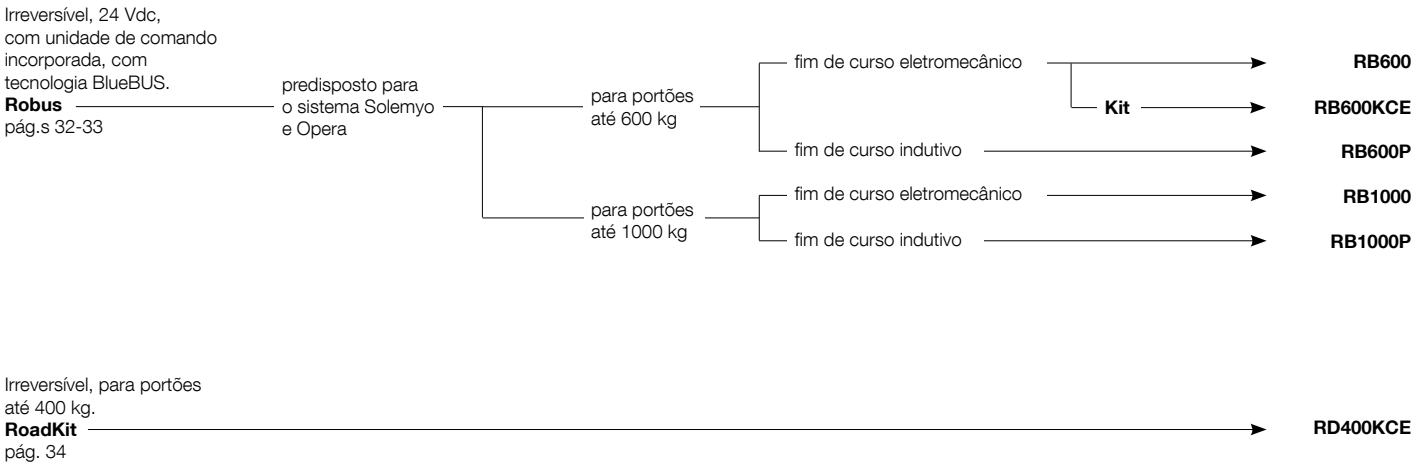 Irreversível, 24 Vdc,
com unidade de comando
incorporada, com
tecnologia BlueBUS.
Robus
pág.s 32-33
predisposto para
o sistema Solemyo
e Opera
para portões
até 600 kg
fim de curso eletromecânico
RB600
Kit
RB600KCE
fim de curso indutivo
RB600P
para portões
até 1000 kg
fim de curso eletromecânico
RB1000
fim de curso indutivo
RB1000P
Irreversível, para portões
até 400 kg.
RoadKit
pág. 34
RD400KCE